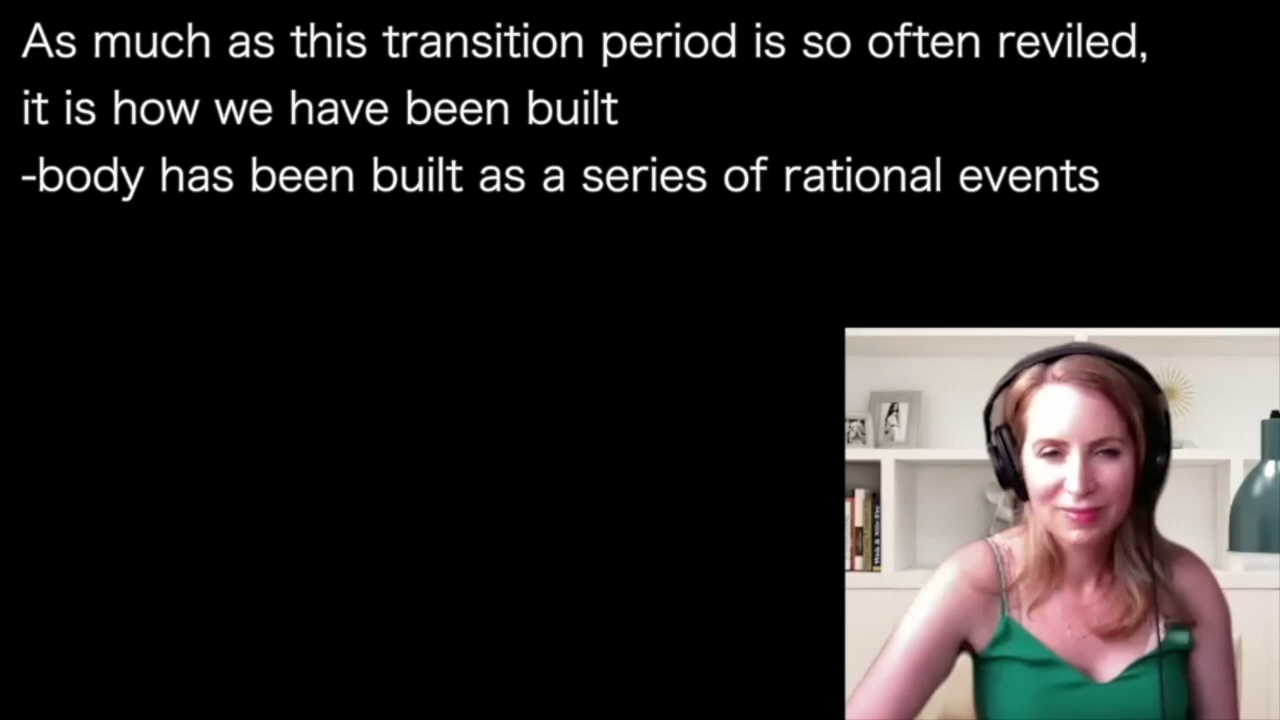 As much as this transition period is so often reviled,
it is how we have been built
-body has been built as a series of rational events